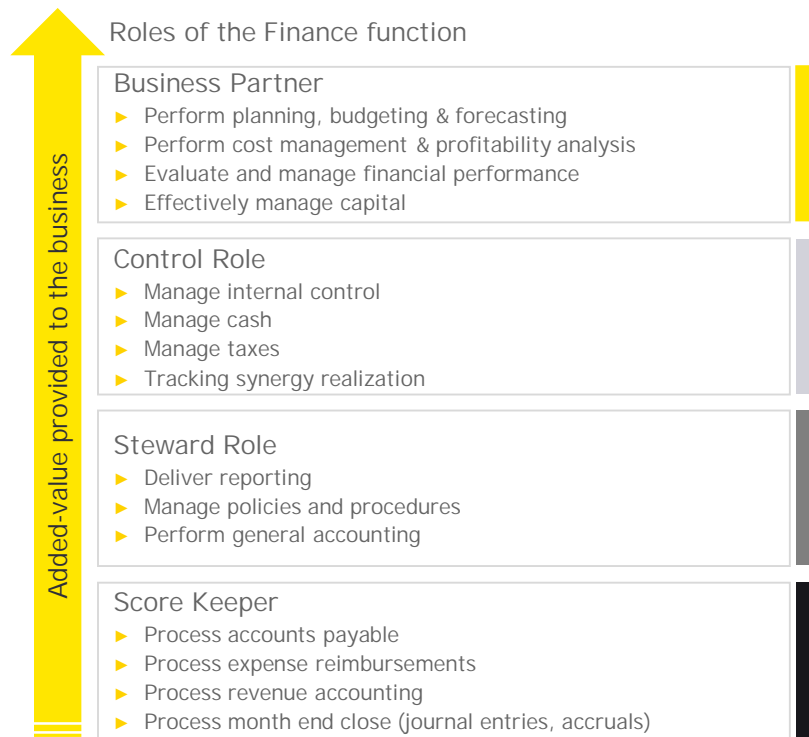 Roles of the Finance function
Added-value provided to the business
Business Partner
► Perform planning, budgeting & forecasting
► Perform cost management & profitability analysis
► Evaluate and manage financial performance
► Effectively manage capital
Control Role
► Manage internal control
► Manage cash
► Manage taxes
► Tracking synergy realization
Steward Role
► Deliver reporting
► Manage policies and procedures
► Perform general accounting
Score Keeper
► Process accounts payable
► Process expense reimbursements
► Process revenue accounting
► Process month end close (journal entries, accruals)